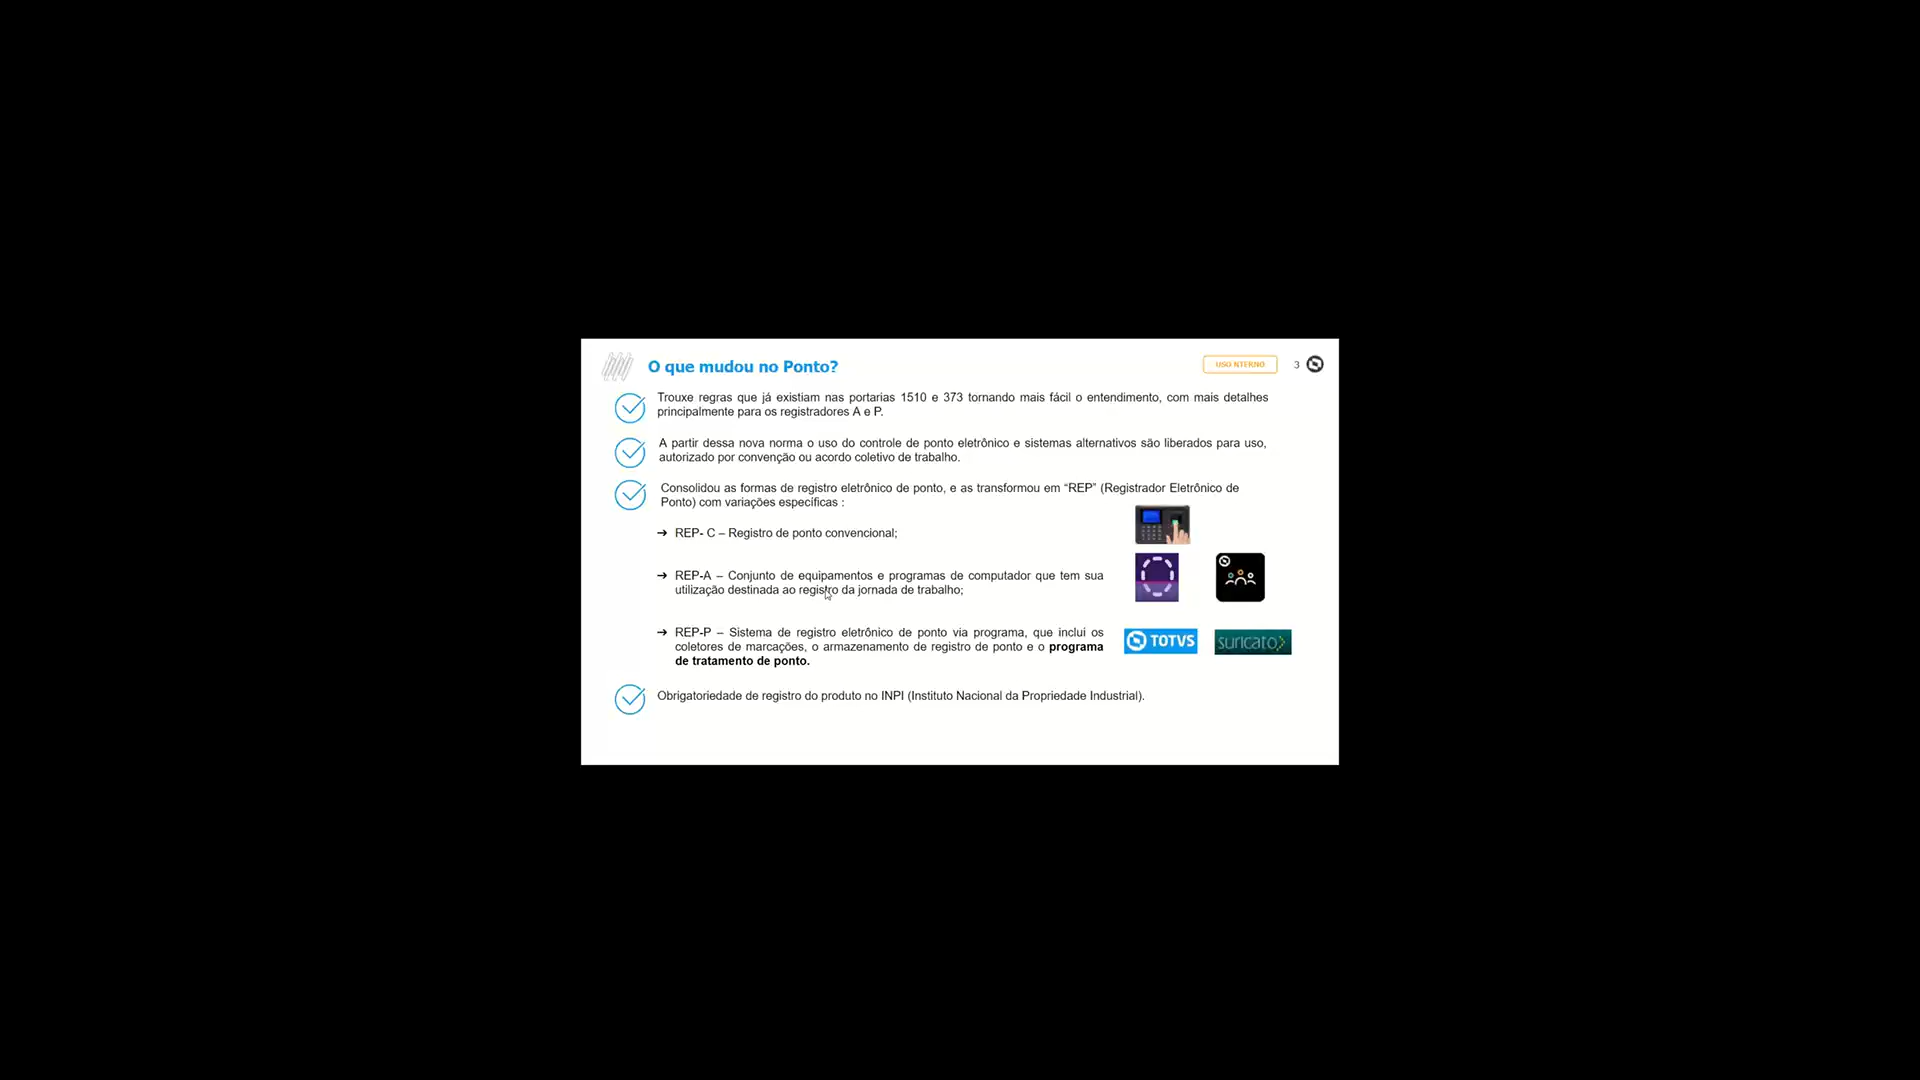 O que mudou no Ponto?
USO NTERNO
3
Trouxe regras que já existiam nas portarias 1510 e 373 tornando mais fácil o entendimento, com mais detalhes
principalmente para os registradores A e P.
A partir dessa nova norma o uso do controle de ponto eletrônico e sistemas alternativos são liberados para uso,
autorizado por convenção ou acordo coletivo de trabalho.
Consolidou as formas de registro eletrônico de ponto, e as transformou em “REP” (Registrador Eletrônico de
Ponto) com variações específicas :
➔ REP- C – Registro de ponto convencional;
➔ REP-A – Conjunto de equipamentos e programas de computador que tem sua
utilização destinada ao registro da jornada de trabalho;
➔ REP-P – Sistema de registro eletrônico de ponto via programa, que inclui os
coletores de marcações, o armazenamento de registro de ponto e o programa
de tratamento de ponto.
TOTVS
suricato
Obrigatoriedade de registro do produto no INPI (Instituto Nacional da Propriedade Industrial).